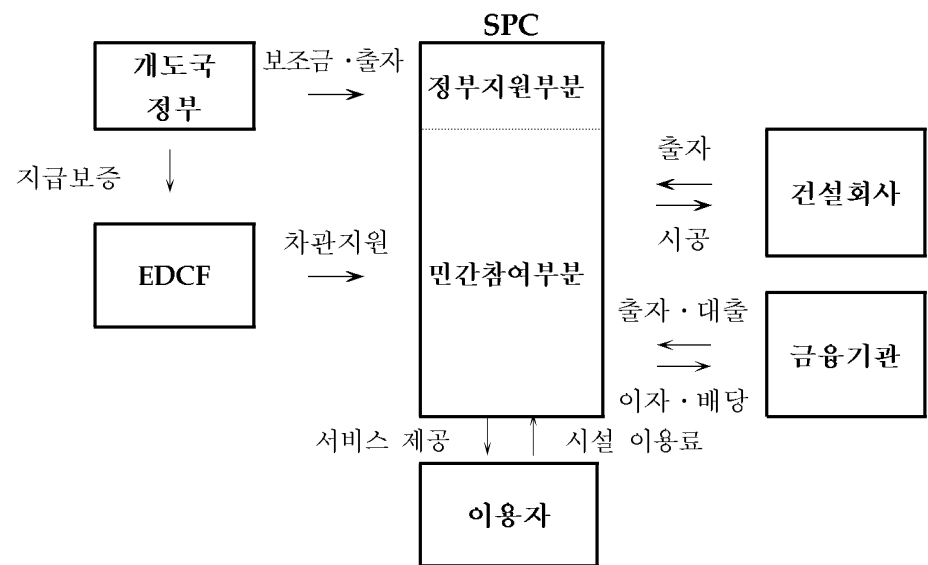 SPC
개도국
정부
보조금 · 출자
정부지원부분
지급보증
EDCF
차관지원
민간참여부분
출자
시공
건설회사
출자 · 대출
이자 · 배당
금융기관
서비스 제공
시설 이용료
이용자